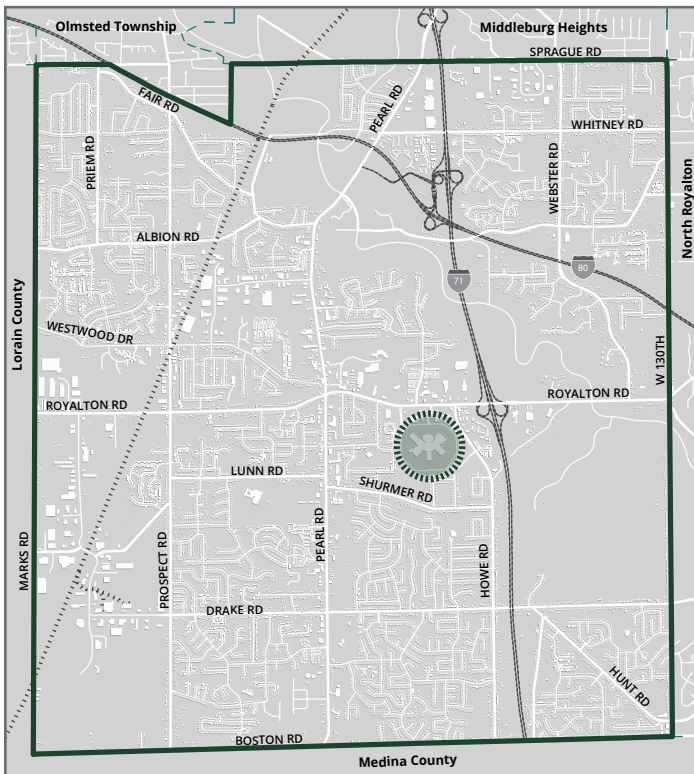 Olmsted Township
Middleburg Heights
SPRAGUE RD
FAIR RD
PEARL RD
WHITNEY RD
PRIEM RD
WEBSTER RD
North Royalton
ALBION RD
71
80
Lorain County
WESTWOOD DR
W 130TH
ROYALTON RD
ROYALTON RD
LUNN RD
SHURMER RD
MARKS RD
PROSPECT RD
PEARL RD
HOWE RD
DRAKE RD
HUNT RD
BOSTON RD
Medina County